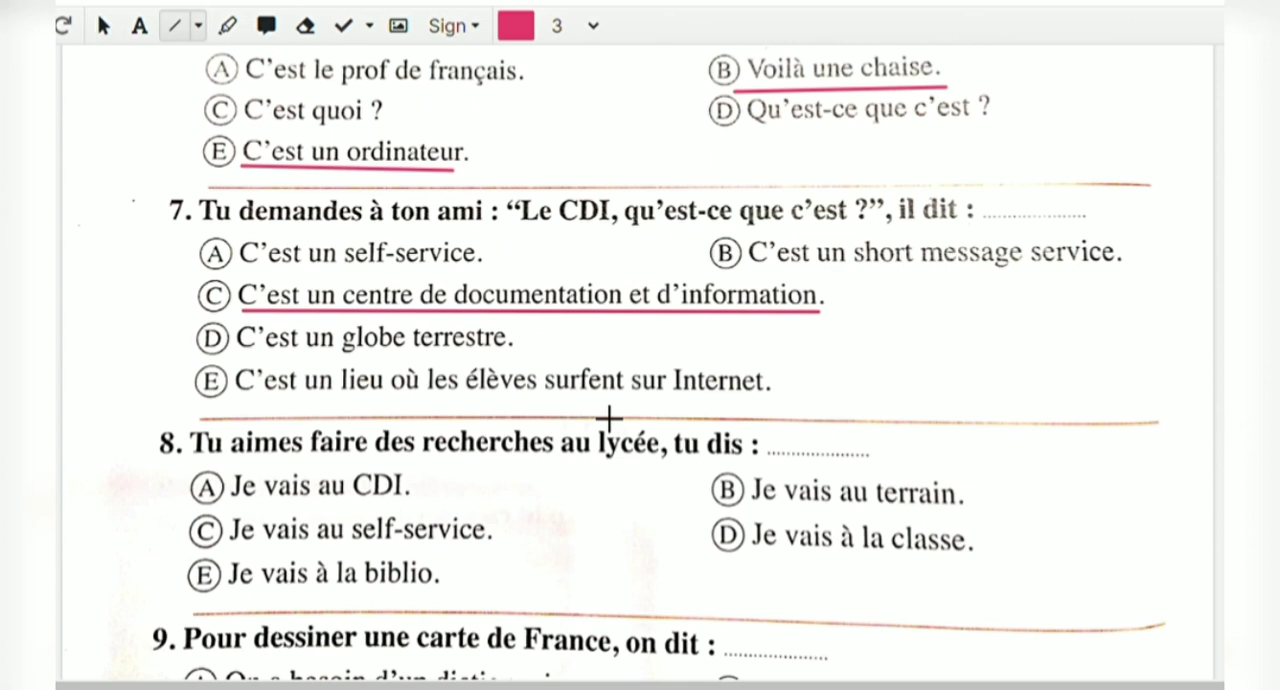 A Sign 3
A C'est le prof de français. B Voilà une chaise.
C C'est quoi ? D Qu'est-ce que c'est ?
E C'est un ordinateur.
7. Tu demandes à ton ami : “Le CDI, qu'est-ce que c'est ?”, il dit : ....................
A C'est un self-service. B C'est un short message service.
C C'est un centre de documentation et d'information.
D C'est un globe terrestre.
E C'est un lieu où les élèves surfent sur Internet.
8. Tu aimes faire des recherches au lycée, tu dis : ....................
A Je vais au CDI. B Je vais au terrain.
C Je vais au self-service. D Je vais à la classe.
E Je vais à la biblio.
9. Pour dessiner une carte de France, on dit : ....................